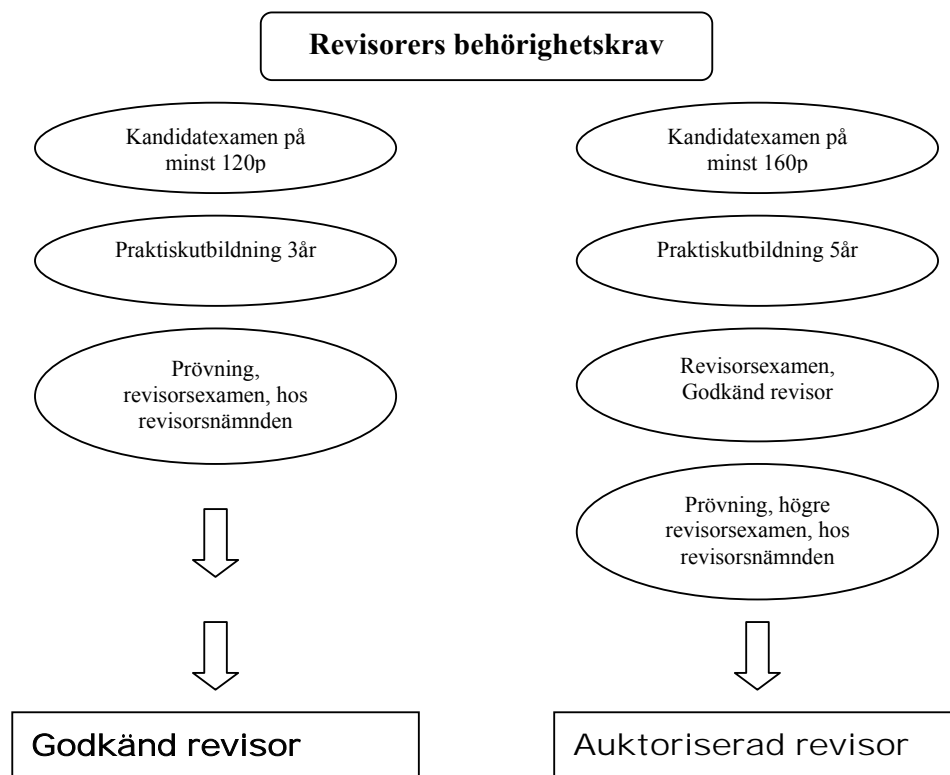 Revisorers behörighetskrav
Kandidatexamen på
minst 120p
Praktiskutbildning 3år
Prövning,
revisorsexamen, hos
revisorsnämnden
Godkänd revisor
Kandidatexamen på
minst 160p
Praktiskutbildning 5år
Revisorsexamen,
Godkänd revisor
Prövning, högre
revisorsexamen, hos
revisorsnämnden
Auktoriserad revisor